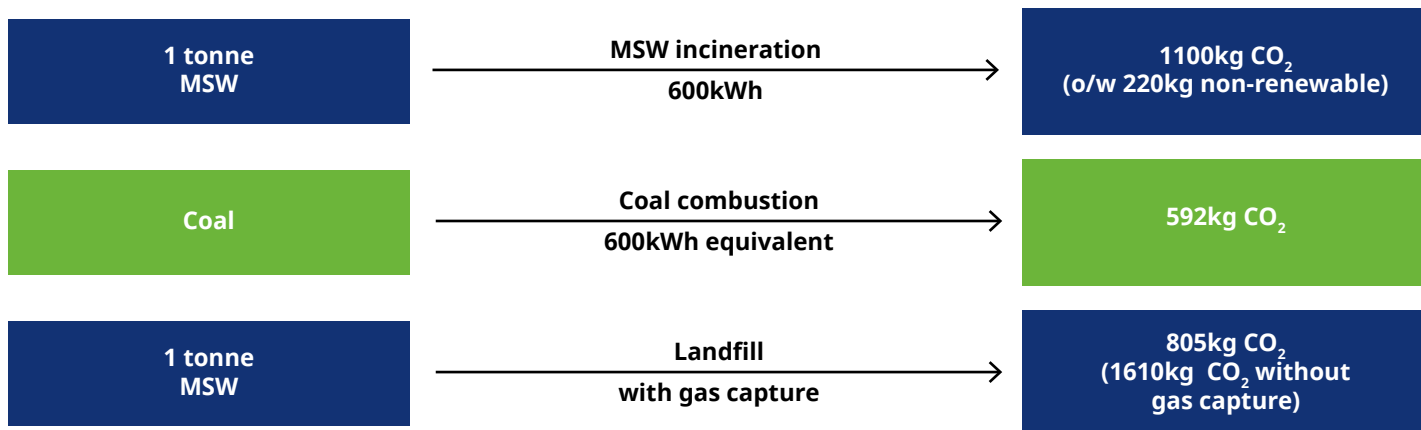 1 tonne
MSW
MSW incineration
600kWh
1100kg CO₂
(o/w 220kg non-renewable)
Coal
Coal combustion
600kWh equivalent
592kg CO₂
1 tonne
MSW
Landfill
with gas capture
805kg CO₂
(1610kg CO₂ without
gas capture)